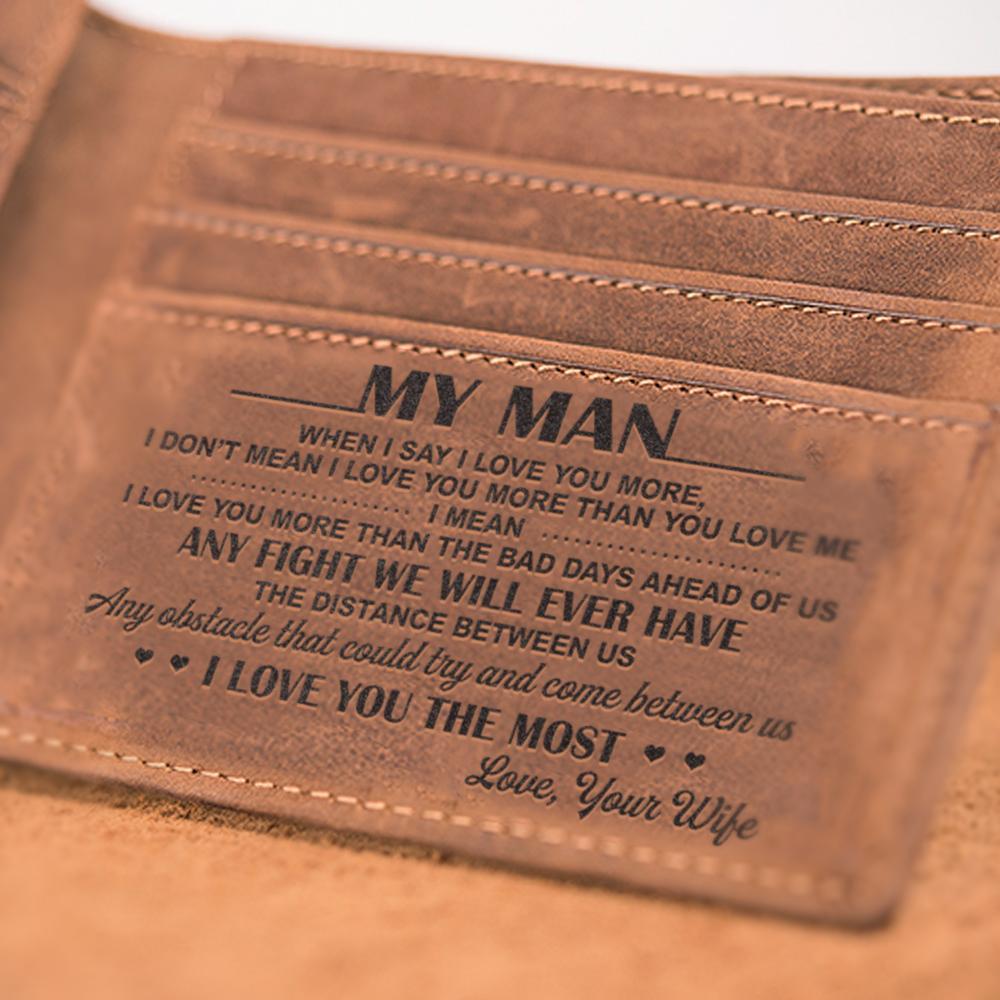 MY MAN
WHEN I SAY I LOVE YOU MORE,
I DON'T MEAN I LOVE YOU MORE THAN YOU LOVE ME
I MEAN
I LOVE YOU MORE THAN THE BAD DAYS AHEAD OF US
ANY FIGHT WE WILL EVER HAVE
THE DISTANCE BETWEEN US
Any obstacle that could try and come between us
♥ ♥ I LOVE YOU THE MOST ♥ ♥
Love, Your Wife